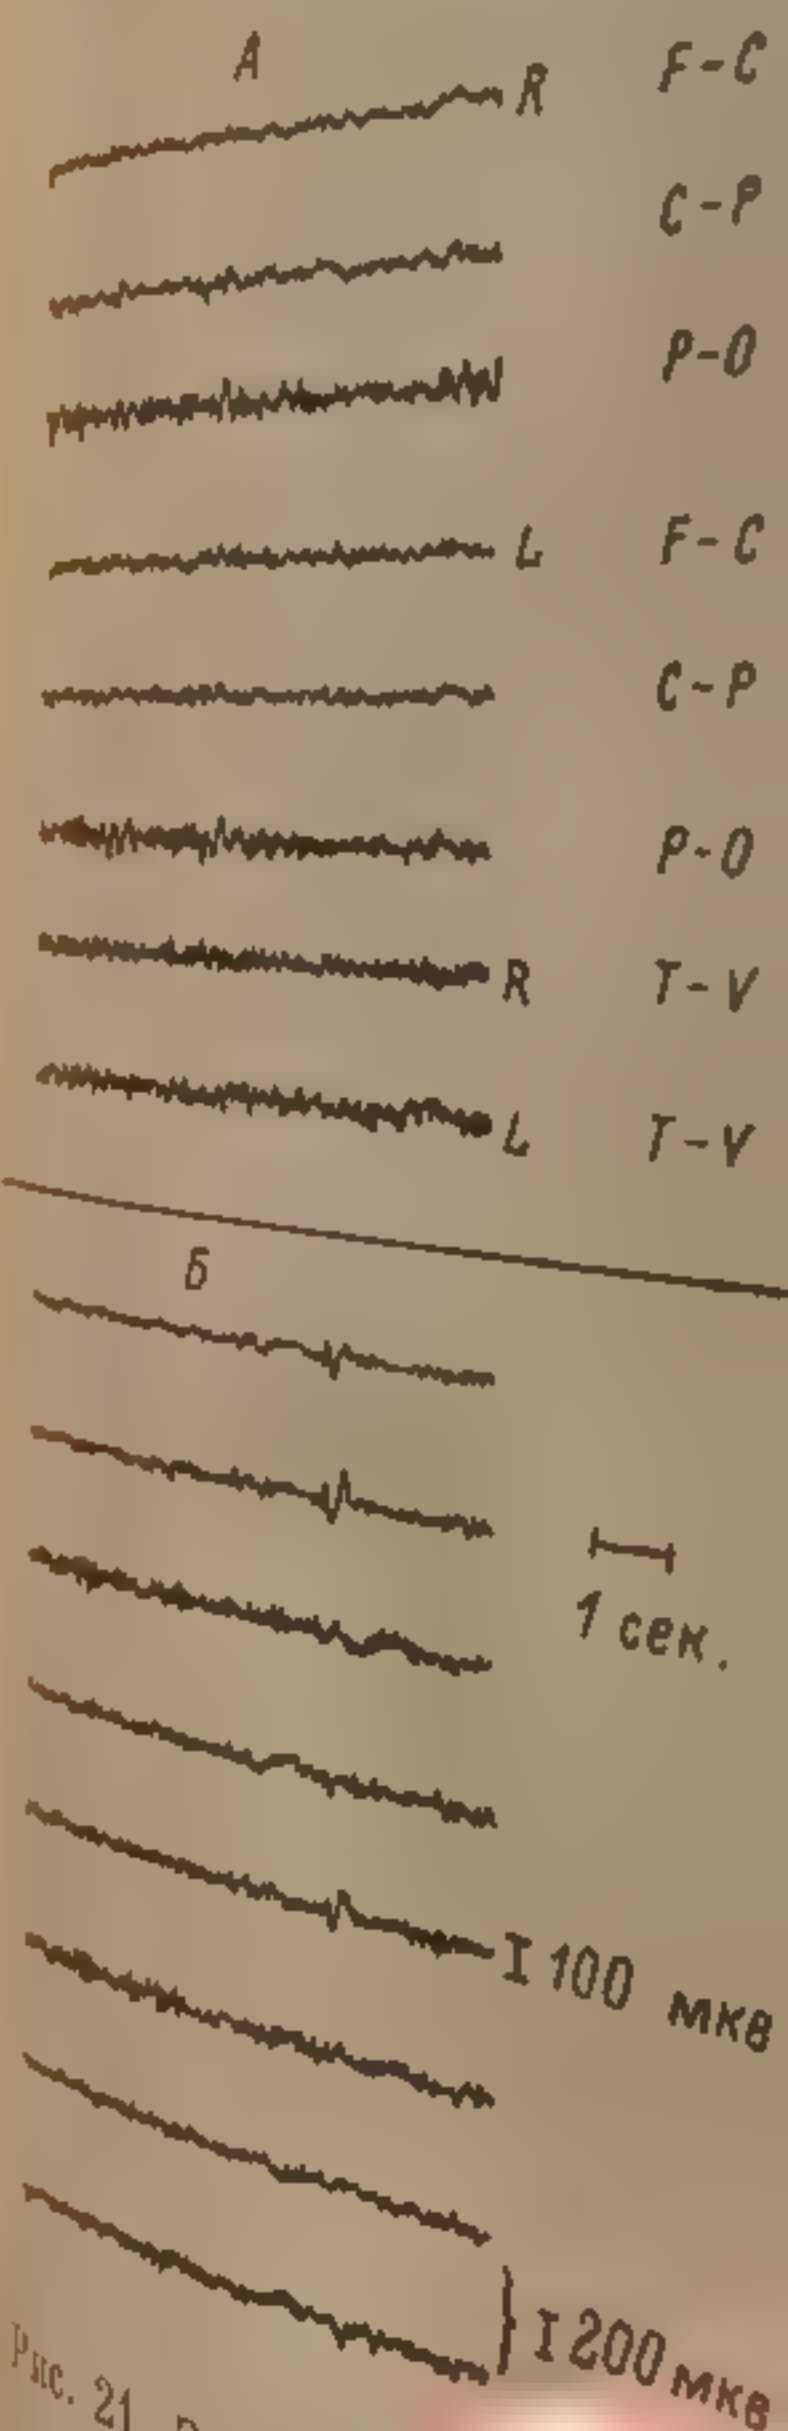 А
R F-C
C-P
P-O
L F-C
C-P
P-O
R T-V
L T-V
Б
1 сек.
I 100 мкв
} I 200 мкв
Рис. 21